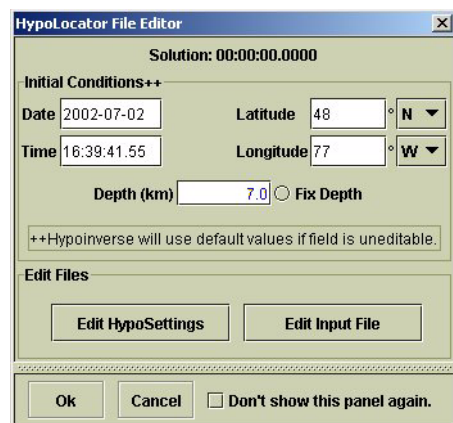 HypoLocator File Editor
Solution: 00:00:00.0000
Initial Conditions++
Date 2002-07-02 Latitude 48 ° N
Time 16:39:41.55 Longitude 77 ° W
Depth (km) 7.0 Fix Depth
++Hypoinverse will use default values if field is uneditable.
Edit Files
Edit HypoSettings Edit Input File
Ok Cancel Don't show this panel again.